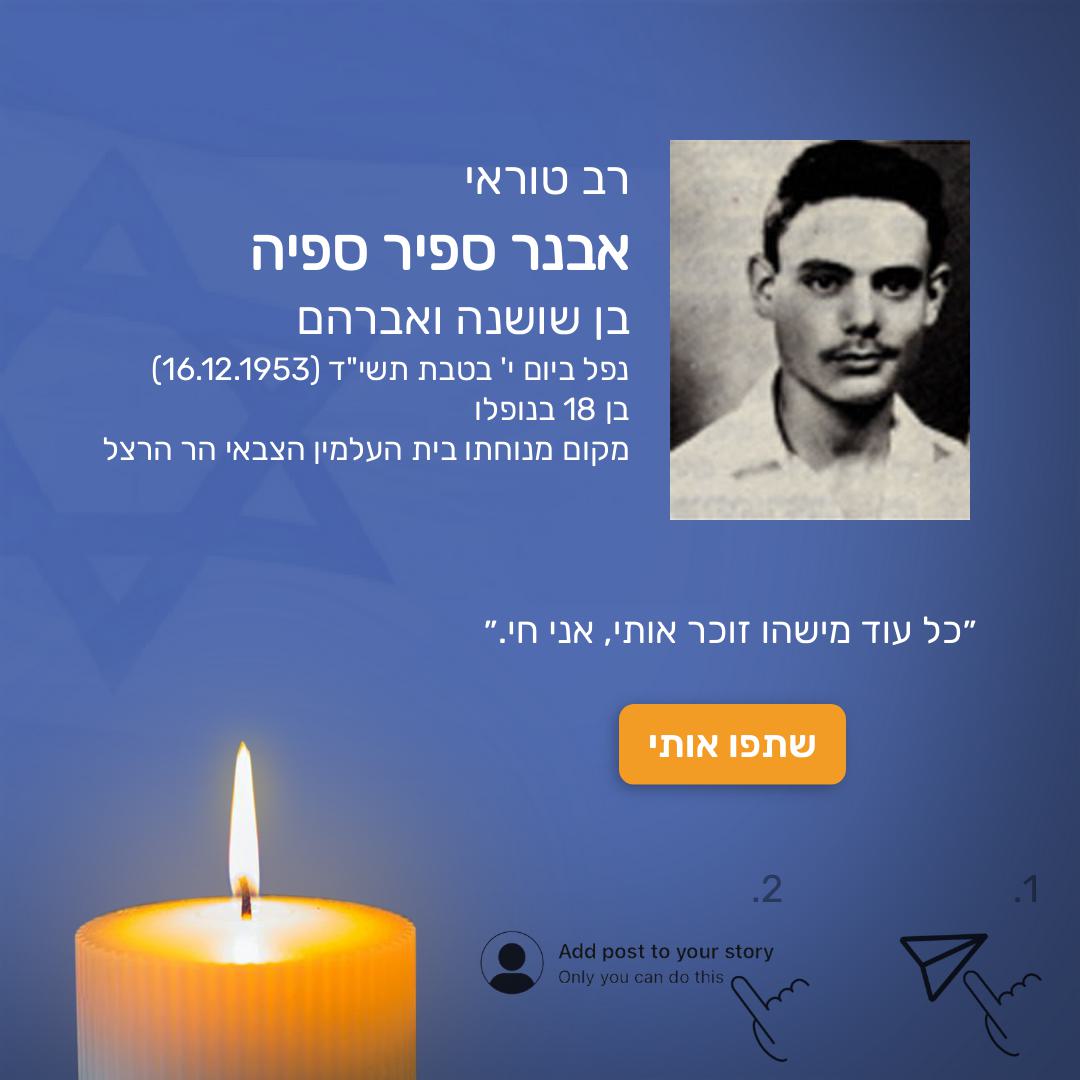 רב טוראי
אבנר ספיר ספיה
בן שושנה ואברהם
נפל ביום י' בטבת תשי"ד (16.12.1953)
בן 18 בנופלו
מקום מנוחתו בית העלמין הצבאי הר הרצל
״כל עוד מישהו זוכר אותי, אני חי.״
שתפו אותי
.1
.2
Add post to your story
Only you can do this